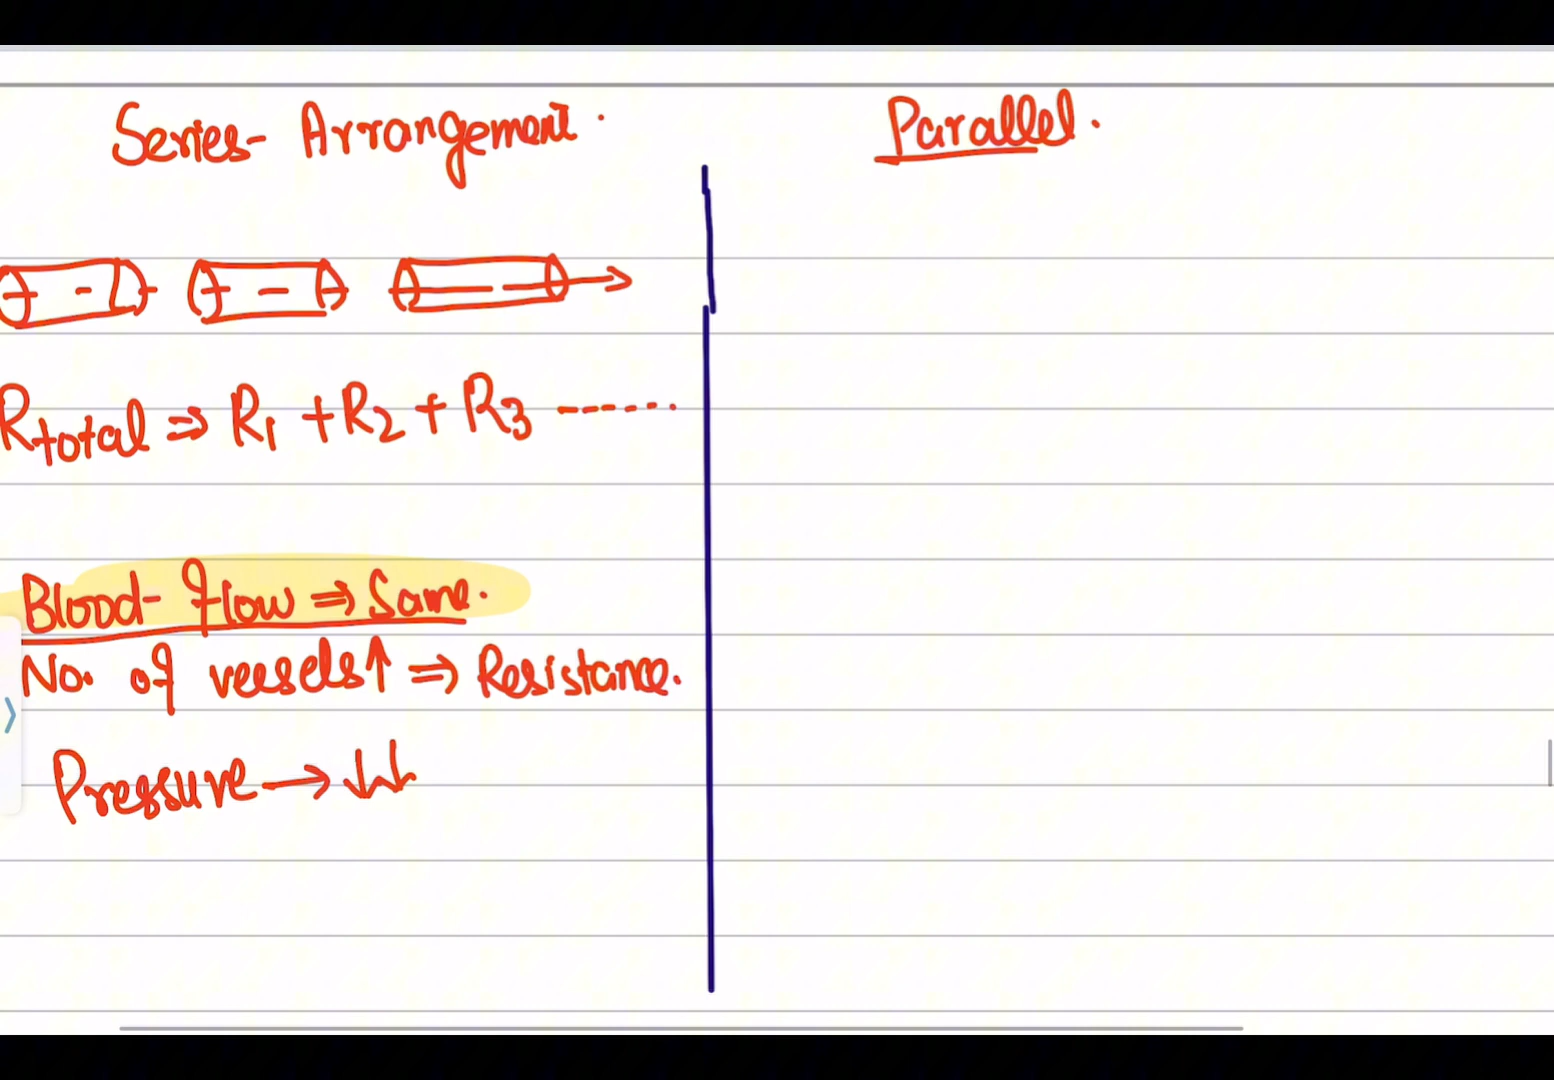 Series- Arrangement.
Parallel.
Rtotal ⇒ R1 + R2 + R3 ------
Blood- flow ⇒ Same.
No. of vessels↑ ⇒ Resistance.
Pressure → ↓↓